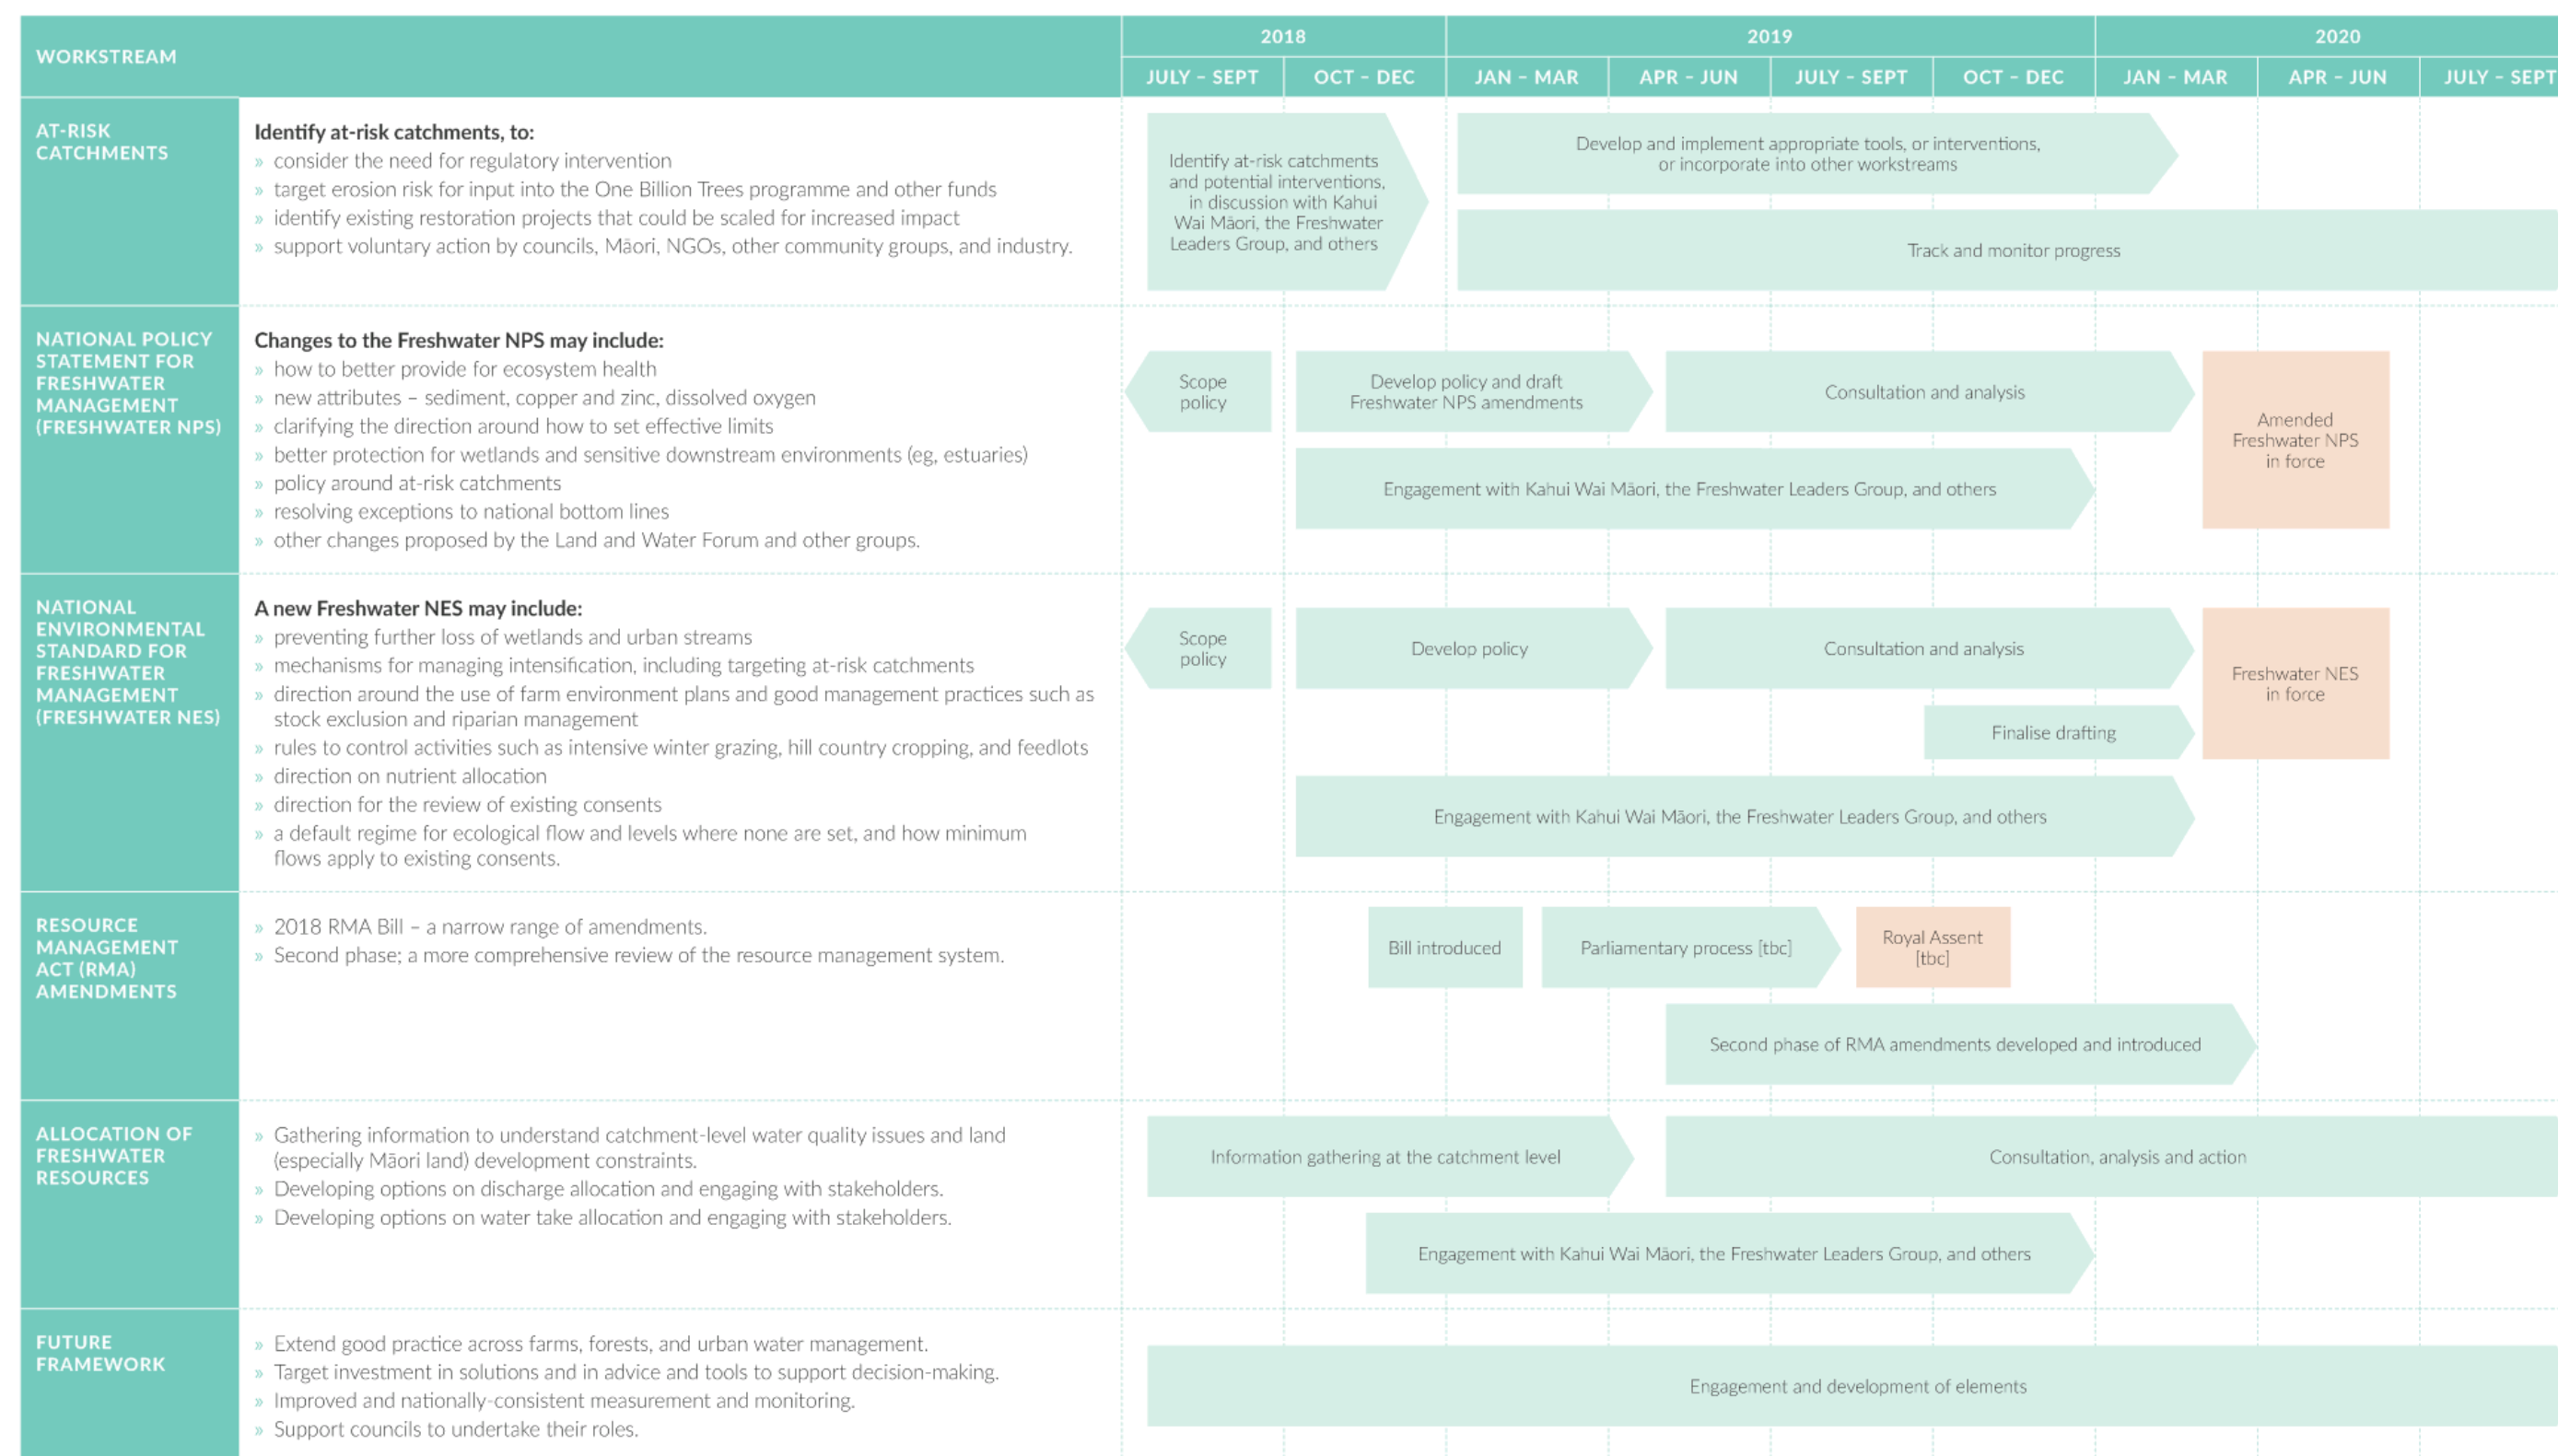 WORKSTREAM
2018
2019
2020
JULY – SEPT
OCT – DEC
JAN – MAR
APR – JUN
JULY – SEPT
OCT – DEC
JAN – MAR
APR – JUN
JULY – SEPT
AT-RISK
CATCHMENTS
Identify at-risk catchments, to:
» consider the need for regulatory intervention
» target erosion risk for input into the One Billion Trees programme and other funds
» identify existing restoration projects that could be scaled for increased impact
» support voluntary action by councils, Māori, NGOs, other community groups, and industry.
Identify at-risk catchments
and potential interventions,
in discussion with Kahui
Wai Māori, the Freshwater
Leaders Group, and others
Develop and implement appropriate tools, or interventions,
or incorporate into other workstreams
Track and monitor progress
NATIONAL POLICY
STATEMENT FOR
FRESHWATER
MANAGEMENT
(FRESHWATER NPS)
Changes to the Freshwater NPS may include:
» how to better provide for ecosystem health
» new attributes – sediment, copper and zinc, dissolved oxygen
» clarifying the direction around how to set effective limits
» better protection for wetlands and sensitive downstream environments (eg, estuaries)
» policy around at-risk catchments
» resolving exceptions to national bottom lines
» other changes proposed by the Land and Water Forum and other groups.
Scope
policy
Develop policy and draft
Freshwater NPS amendments
Consultation and analysis
Engagement with Kahui Wai Māori, the Freshwater Leaders Group, and others
Amended
Freshwater NPS
in force
NATIONAL
ENVIRONMENTAL
STANDARD FOR
FRESHWATER
MANAGEMENT
(FRESHWATER NES)
A new Freshwater NES may include:
» preventing further loss of wetlands and urban streams
» mechanisms for managing intensification, including targeting at-risk catchments
» direction around the use of farm environment plans and good management practices such as
stock exclusion and riparian management
» rules to control activities such as intensive winter grazing, hill country cropping, and feedlots
» direction on nutrient allocation
» direction for the review of existing consents
» a default regime for ecological flow and levels where none are set, and how minimum
flows apply to existing consents.
Scope
policy
Develop policy
Consultation and analysis
Finalise drafting
Engagement with Kahui Wai Māori, the Freshwater Leaders Group, and others
Freshwater NES
in force
RESOURCE
MANAGEMENT
ACT (RMA)
AMENDMENTS
» 2018 RMA Bill – a narrow range of amendments.
» Second phase; a more comprehensive review of the resource management system.
Bill introduced
Parliamentary process [tbc]
Royal Assent
[tbc]
Second phase of RMA amendments developed and introduced
ALLOCATION OF
FRESHWATER
RESOURCES
» Gathering information to understand catchment-level water quality issues and land
(especially Māori land) development constraints.
» Developing options on discharge allocation and engaging with stakeholders.
» Developing options on water take allocation and engaging with stakeholders.
Information gathering at the catchment level
Consultation, analysis and action
Engagement with Kahui Wai Māori, the Freshwater Leaders Group, and others
FUTURE
FRAMEWORK
» Extend good practice across farms, forests, and urban water management.
» Target investment in solutions and in advice and tools to support decision-making.
» Improved and nationally-consistent measurement and monitoring.
» Support councils to undertake their roles.
Engagement and development of elements